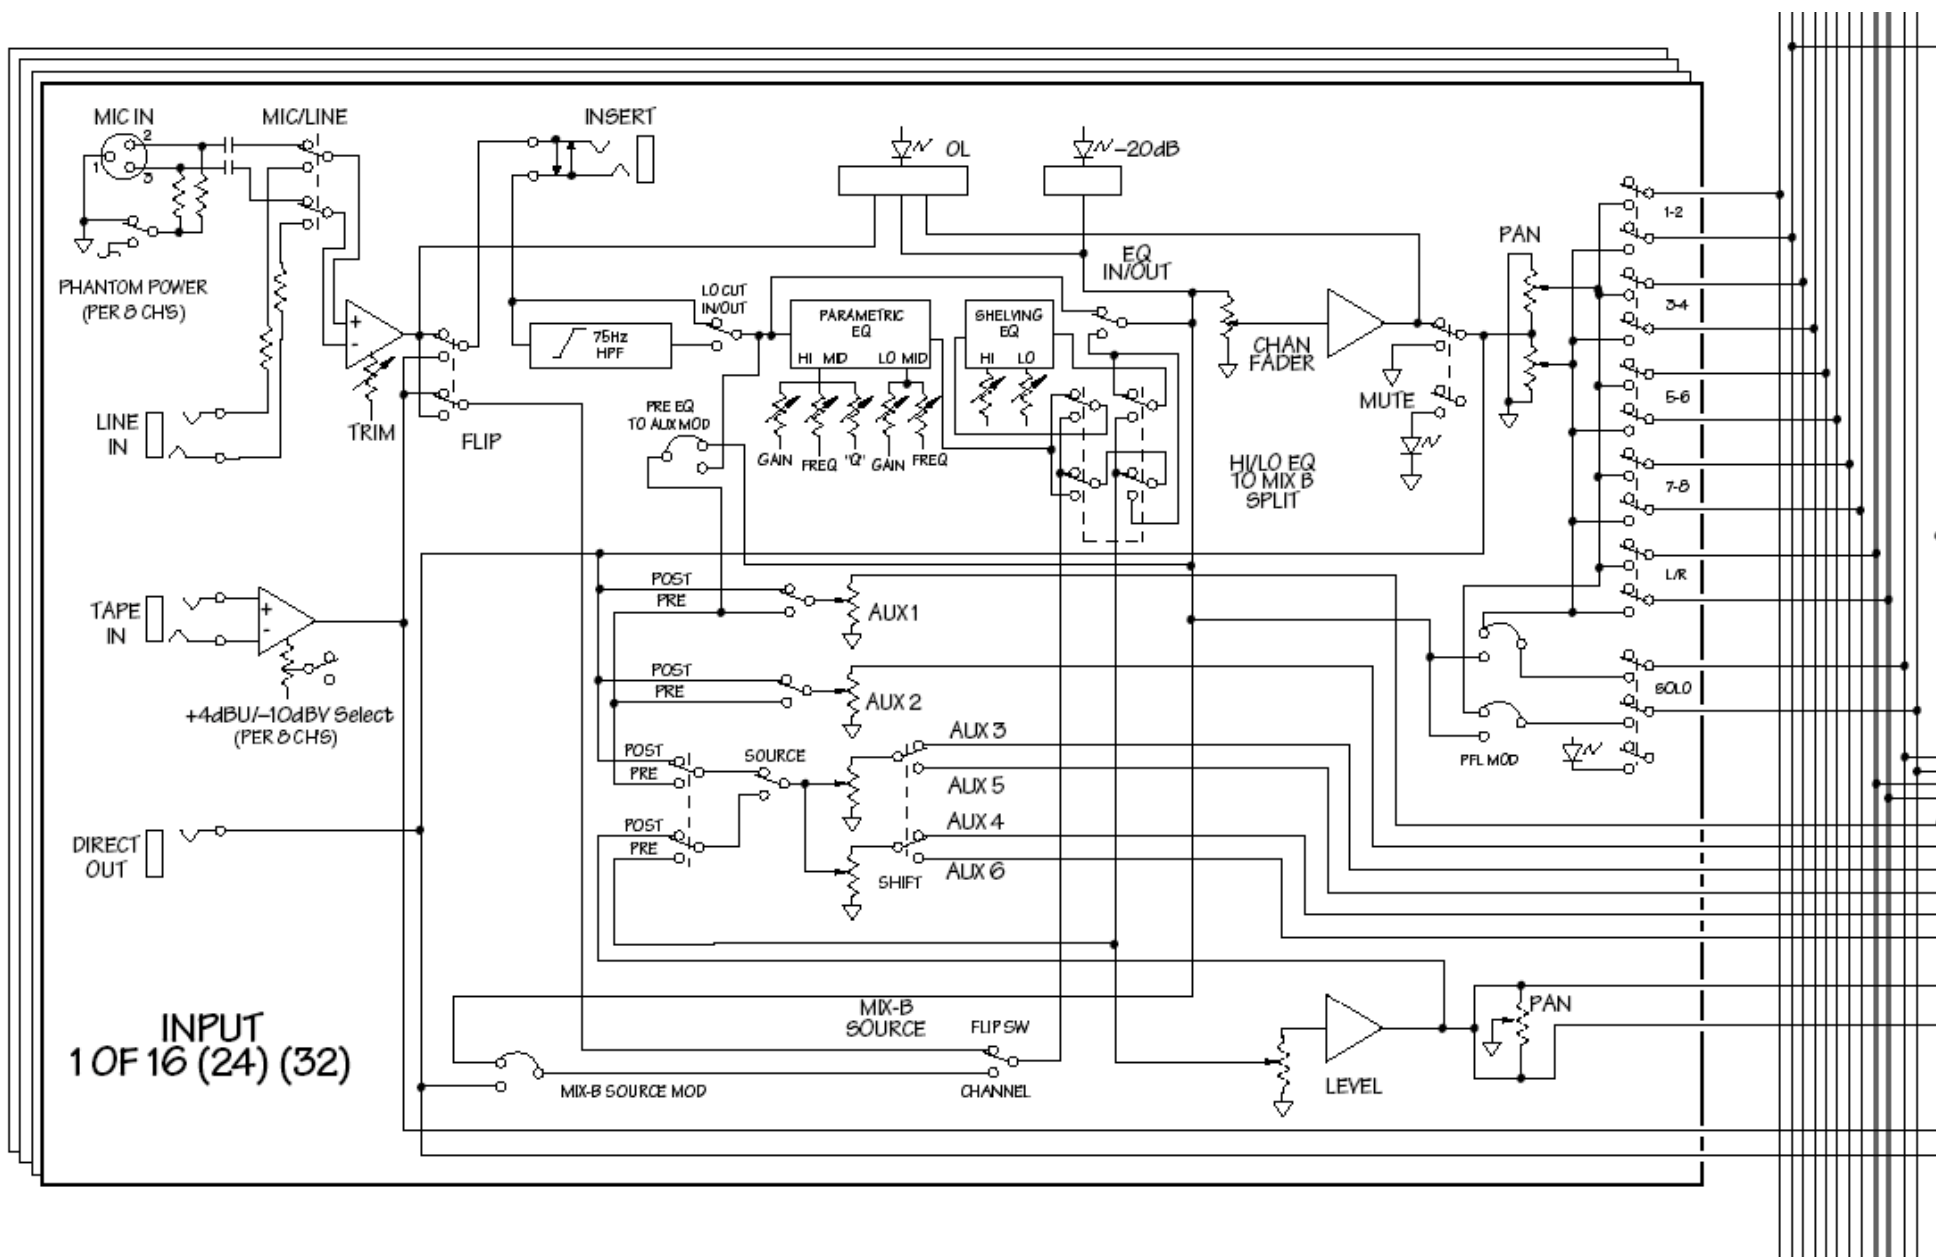 MIC IN
MIC/LINE
INSERT
OL
-20dB
2
1
3
1-2
PAN
EQ
IN/OUT
PHANTOM POWER
(PER 8 CH'S)
LO CUT
IN/OUT
3-4
+
-
75Hz
HPF
PARAMETRIC
EQ
HI MID
LO MID
SHELVING
EQ
HI
LO
CHAN
FADER
MUTE
5-6
LINE
IN
TRIM
FLIP
PRE EQ
TO AUX MOD
GAIN
FREQ
"Q"
GAIN
FREQ
HI/LO EQ
TO MIX B
SPLIT
7-8
L/R
TAPE
IN
+
-
POST
PRE
AUX1
+4dBU/-10dBV Select
(PER 8 CHS)
POST
PRE
AUX 2
SOLO
PFL MOD
POST
PRE
SOURCE
AUX 3
AUX 5
DIRECT
OUT
POST
PRE
AUX 4
AUX 6
SHIFT
INPUT
1 OF 16 (24) (32)
MIX-B
SOURCE
FLIP SW
MIX-B SOURCE MOD
CHANNEL
LEVEL
PAN